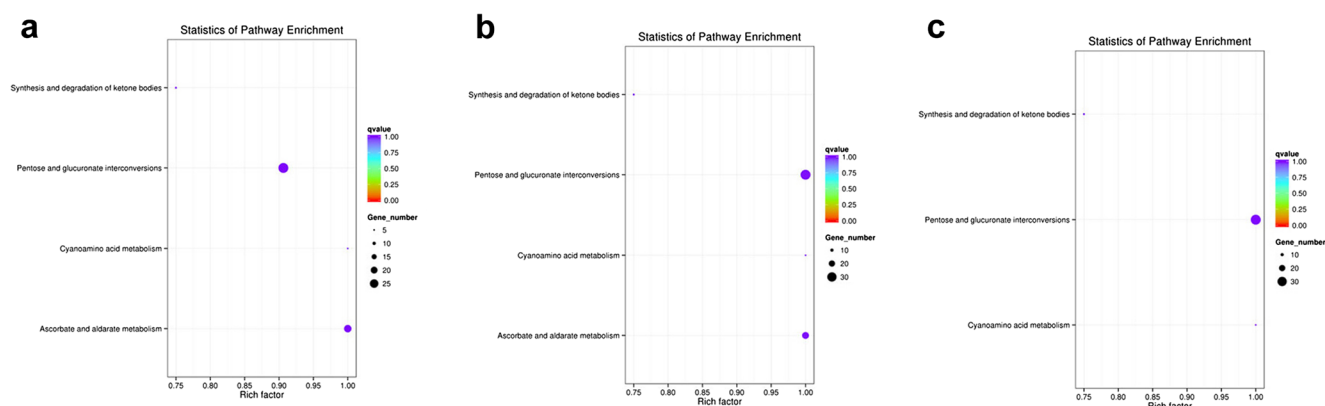 a
Statistics of Pathway Enrichment
Synthesis and degradation of ketone bodies
Pentose and glucuronate interconversions
Cyanoamino acid metabolism
Ascorbate and aldarate metabolism
0.75 0.80 0.85 0.90 0.95 1.00
Rich factor
qvalue
1.00
0.75
0.50
0.25
0.00
Gene_number
5
10
15
20
25
b
Statistics of Pathway Enrichment
Synthesis and degradation of ketone bodies
Pentose and glucuronate interconversions
Cyanoamino acid metabolism
Ascorbate and aldarate metabolism
0.75 0.80 0.85 0.90 0.95 1.00
Rich factor
qvalue
1.00
0.75
0.50
0.25
0.00
Gene_number
10
20
30
c
Statistics of Pathway Enrichment
Synthesis and degradation of ketone bodies
Pentose and glucuronate interconversions
Cyanoamino acid metabolism
0.75 0.80 0.85 0.90 0.95 1.00
Rich factor
qvalue
1.00
0.75
0.50
0.25
0.00
Gene_number
10
20
30